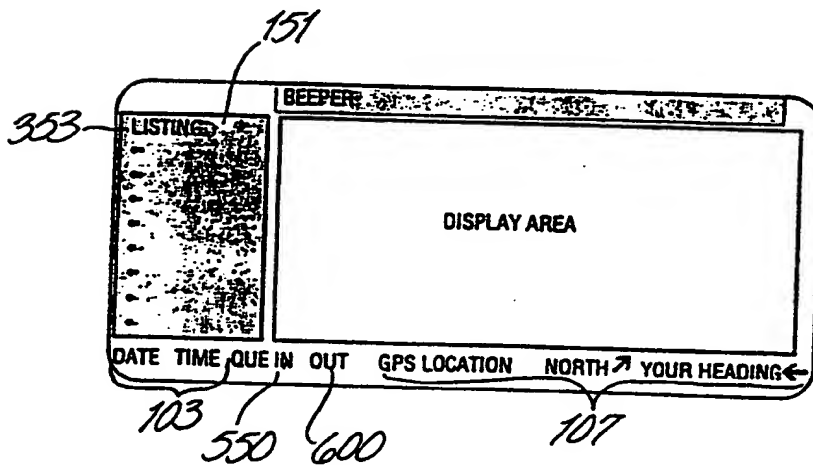 151
BEEPER:
353
LISTING:
DISPLAY AREA
DATE TIME QUE IN OUT GPS LOCATION NORTH YOUR HEADING
103
550
600
107